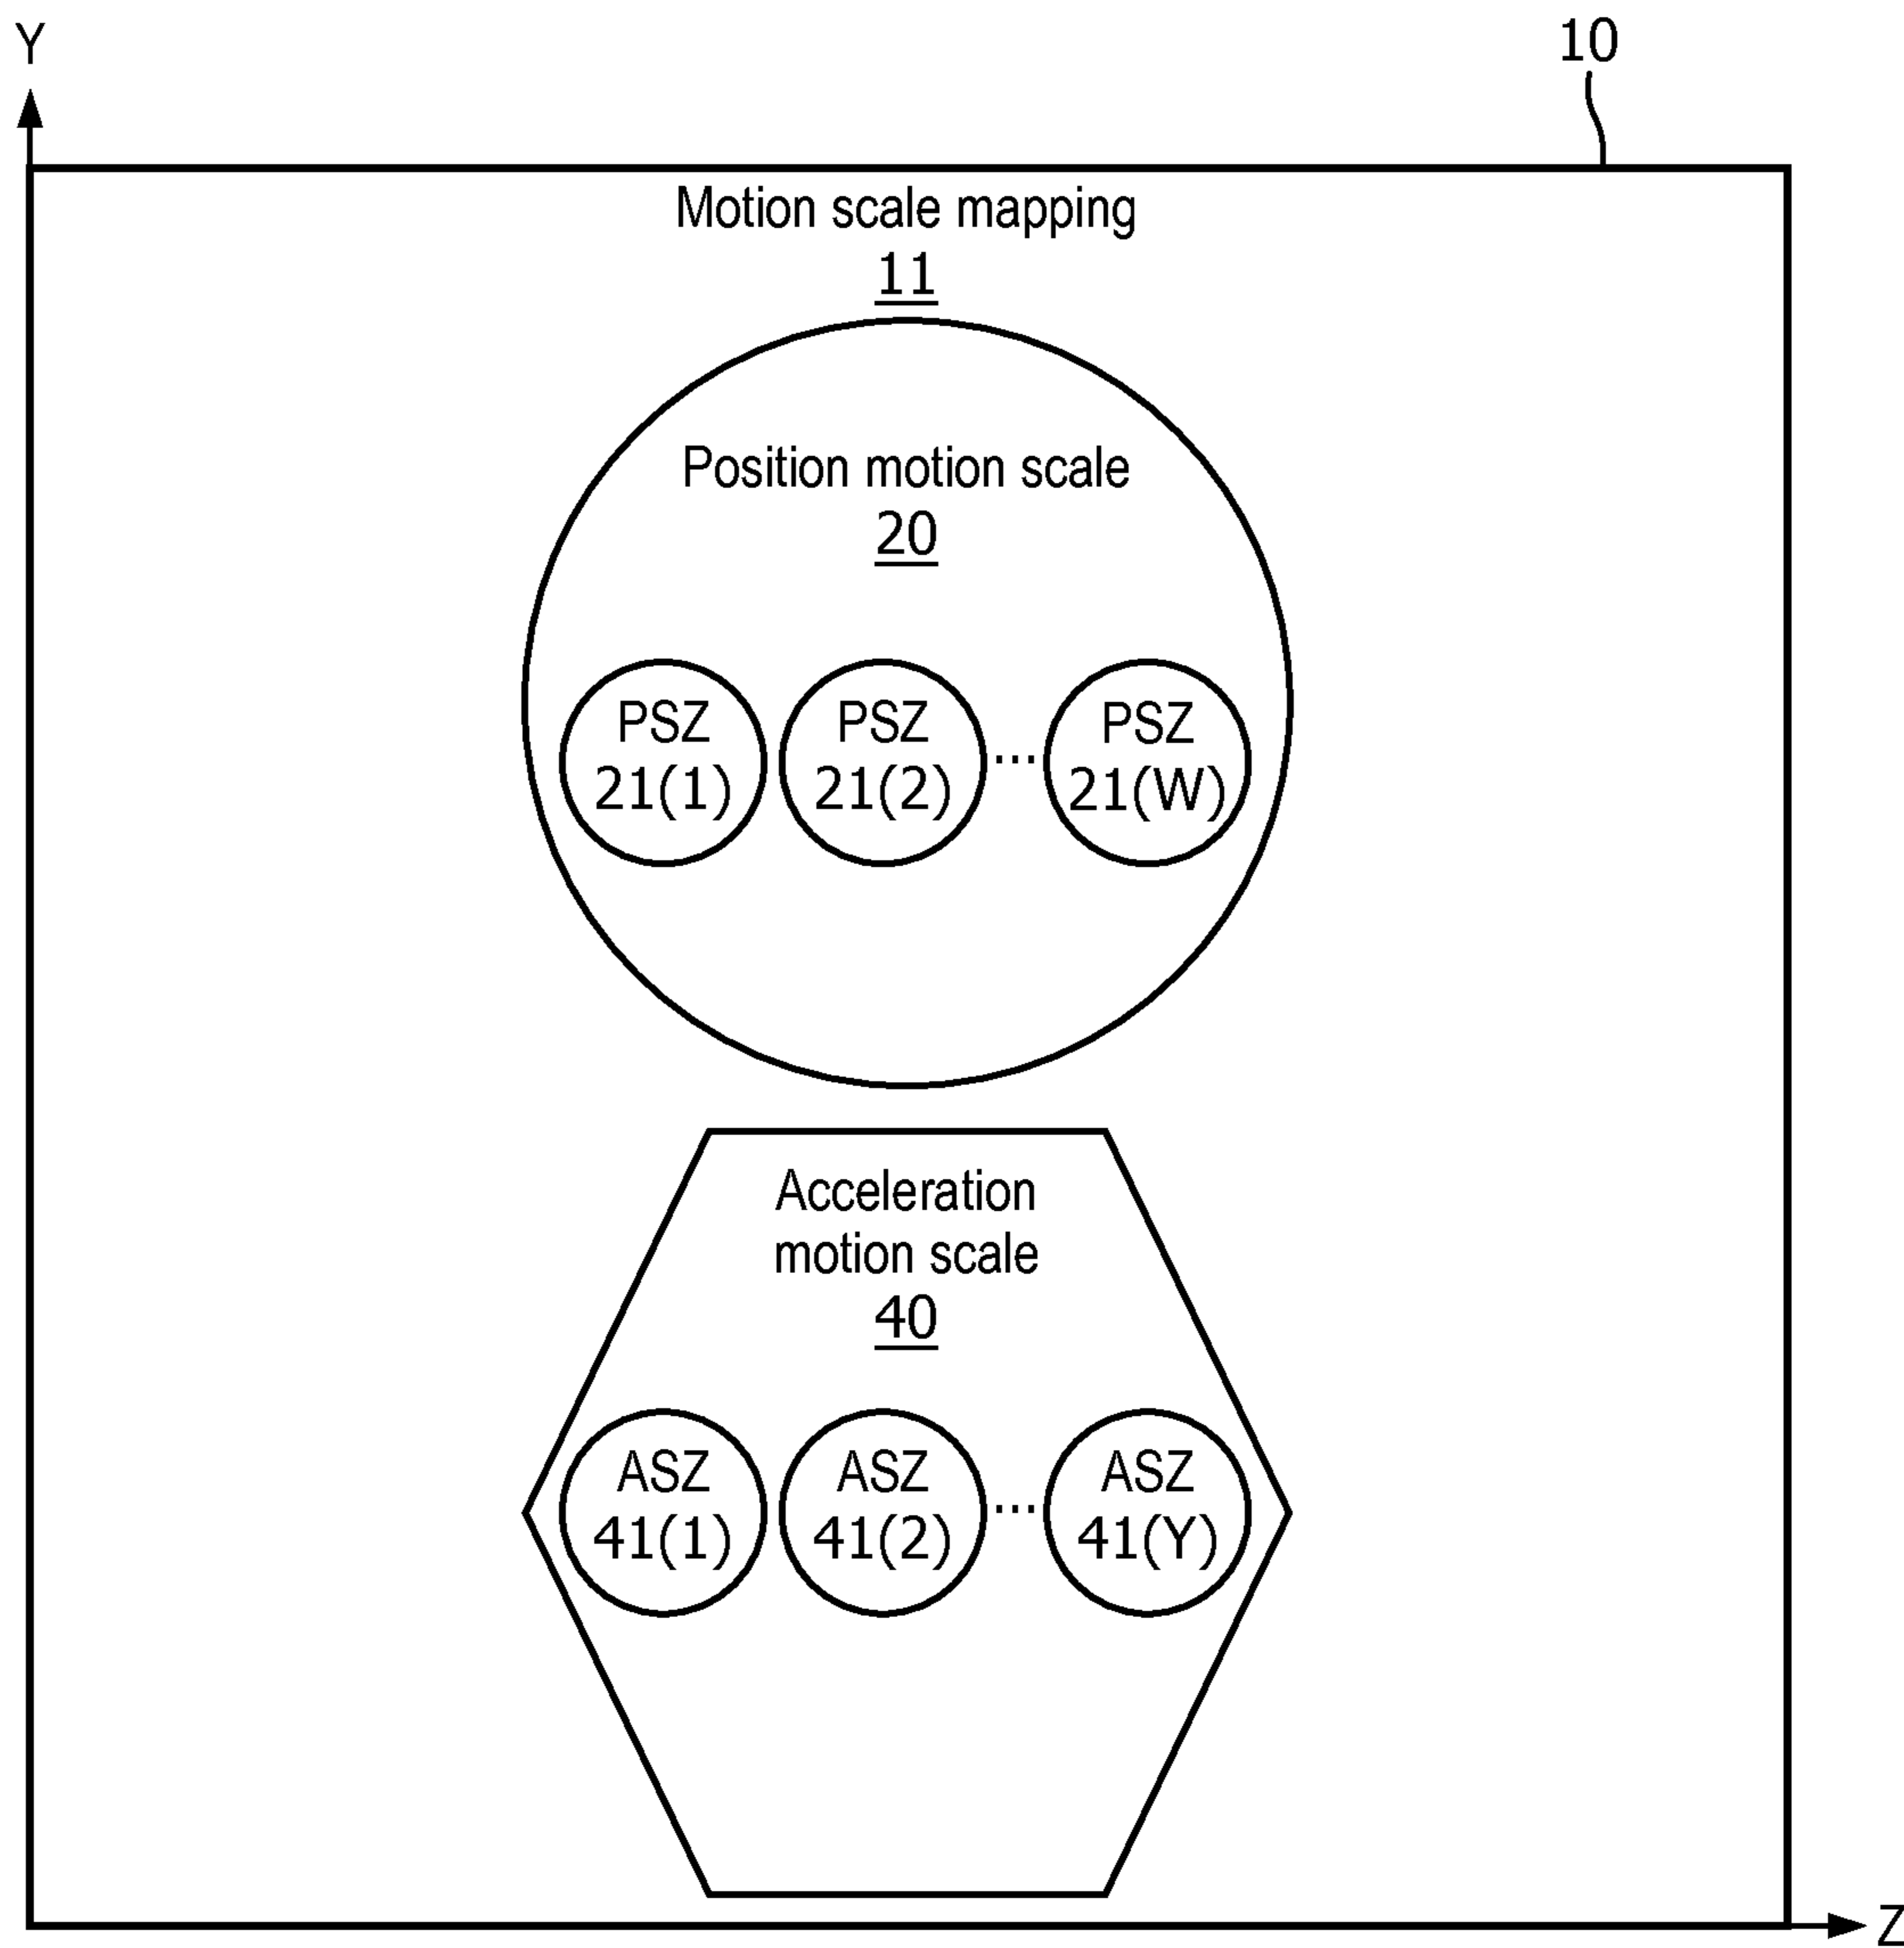 Y
10
Motion scale mapping
11
Position motion scale
20
PSZ
21(1)
PSZ
21(2)
...
PSZ
21(W)
Acceleration
motion scale
40
ASZ
41(1)
ASZ
41(2)
...
ASZ
41(Y)
Z